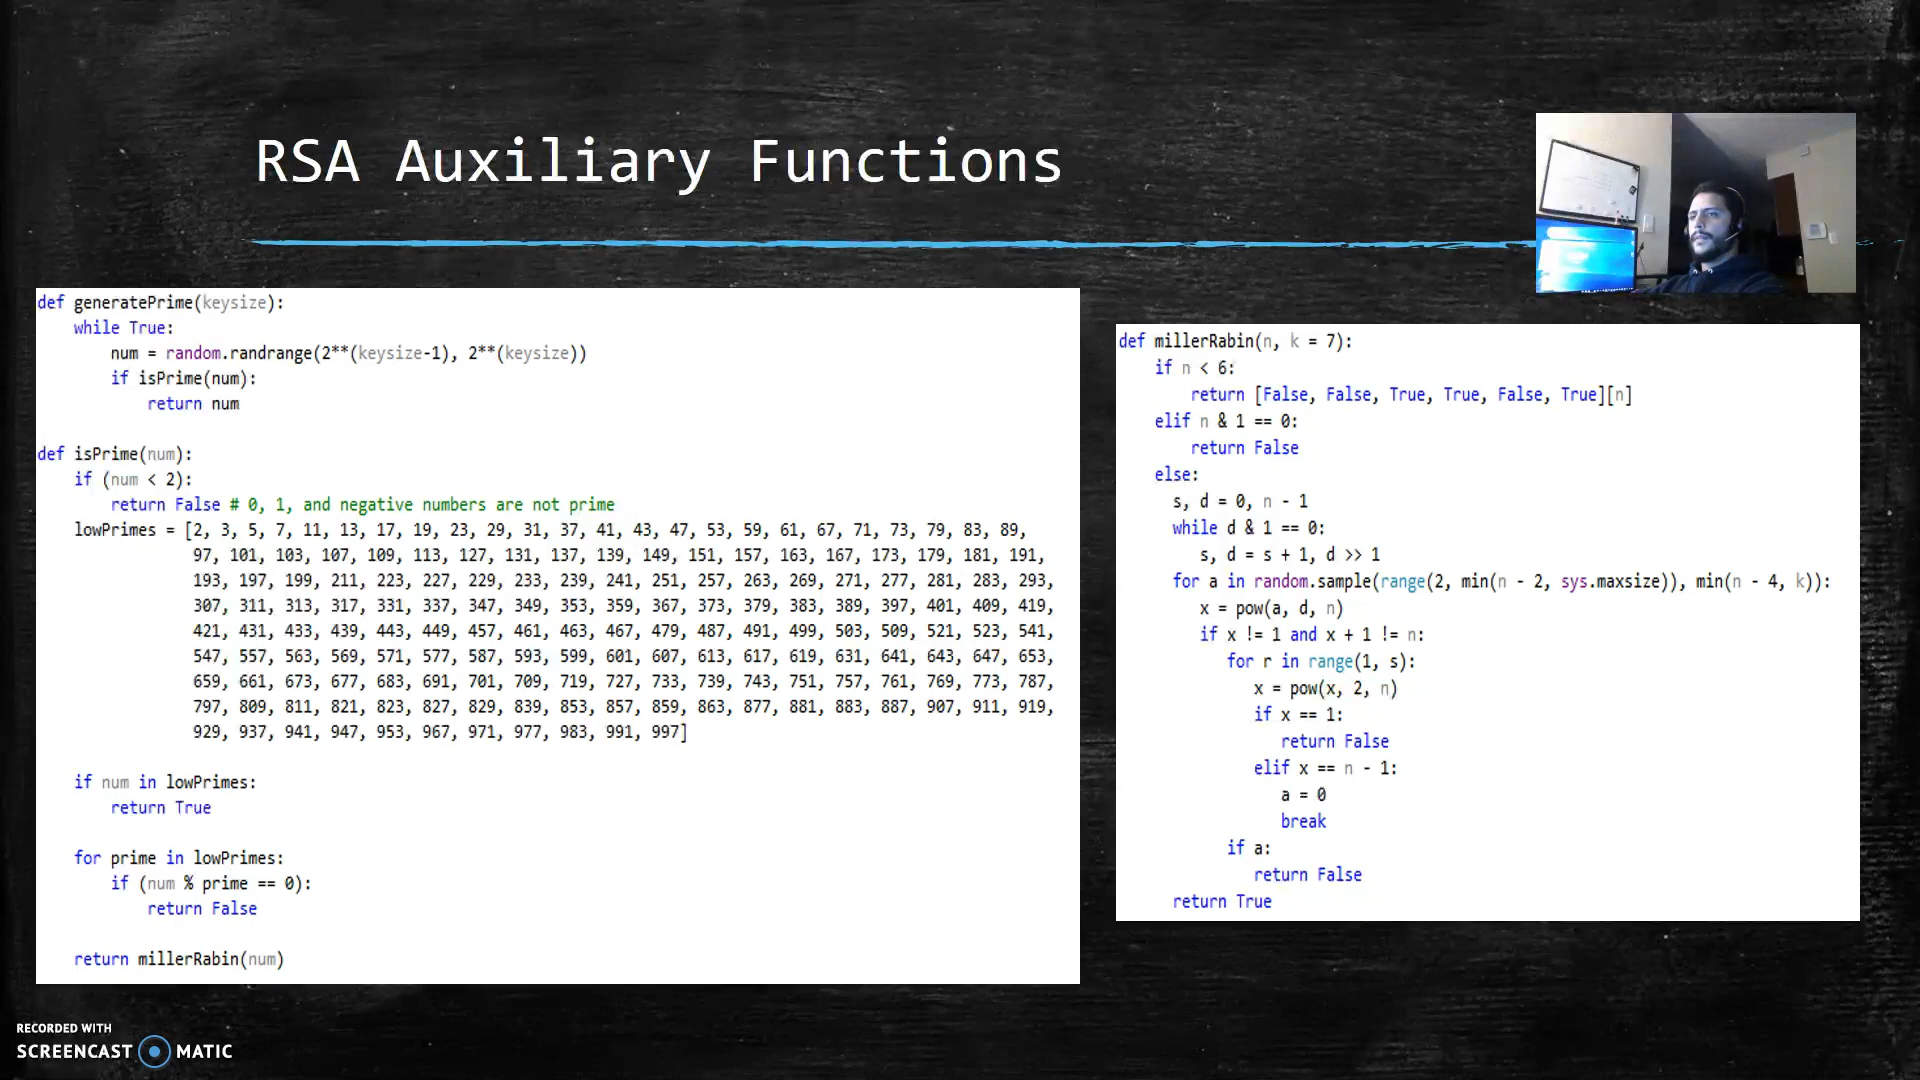 RSA Auxiliary Functions
def generatePrime(keysize):
    while True:
        num = random.randrange(2**(keysize-1), 2**(keysize))
        if isPrime(num):
            return num

def isPrime(num):
    if (num < 2):
        return False # 0, 1, and negative numbers are not prime
    lowPrimes = [2, 3, 5, 7, 11, 13, 17, 19, 23, 29, 31, 37, 41, 43, 47, 53, 59, 61, 67, 71, 73, 79, 83, 89,
                 97, 101, 103, 107, 109, 113, 127, 131, 137, 139, 149, 151, 157, 163, 167, 173, 179, 181, 191,
                 193, 197, 199, 211, 223, 227, 229, 233, 239, 241, 251, 257, 263, 269, 271, 277, 281, 283, 293,
                 307, 311, 313, 317, 331, 337, 347, 349, 353, 359, 367, 373, 379, 383, 389, 397, 401, 409, 419,
                 421, 431, 433, 439, 443, 449, 457, 461, 463, 467, 479, 487, 491, 499, 503, 509, 521, 523, 541,
                 547, 557, 563, 569, 571, 577, 587, 593, 599, 601, 607, 613, 617, 619, 631, 641, 643, 647, 653,
                 659, 661, 673, 677, 683, 691, 701, 709, 719, 727, 733, 739, 743, 751, 757, 761, 769, 773, 787,
                 797, 809, 811, 821, 823, 827, 829, 839, 853, 857, 859, 863, 877, 881, 883, 887, 907, 911, 919,
                 929, 937, 941, 947, 953, 967, 971, 977, 983, 991, 997]

    if num in lowPrimes:
        return True

    for prime in lowPrimes:
        if (num % prime == 0):
            return False

    return millerRabin(num)
def millerRabin(n, k = 7):
    if n < 6:
        return [False, False, True, True, False, True][n]
    elif n & 1 == 0:
        return False
    else:
      s, d = 0, n - 1
      while d & 1 == 0:
         s, d = s + 1, d >> 1
      for a in random.sample(range(2, min(n - 2, sys.maxsize)), min(n - 4, k)):
         x = pow(a, d, n)
         if x != 1 and x + 1 != n:
            for r in range(1, s):
               x = pow(x, 2, n)
               if x == 1:
                  return False
               elif x == n - 1:
                  a = 0
                  break
            if a:
               return False
      return True
RECORDED WITH
SCREENCAST MATIC